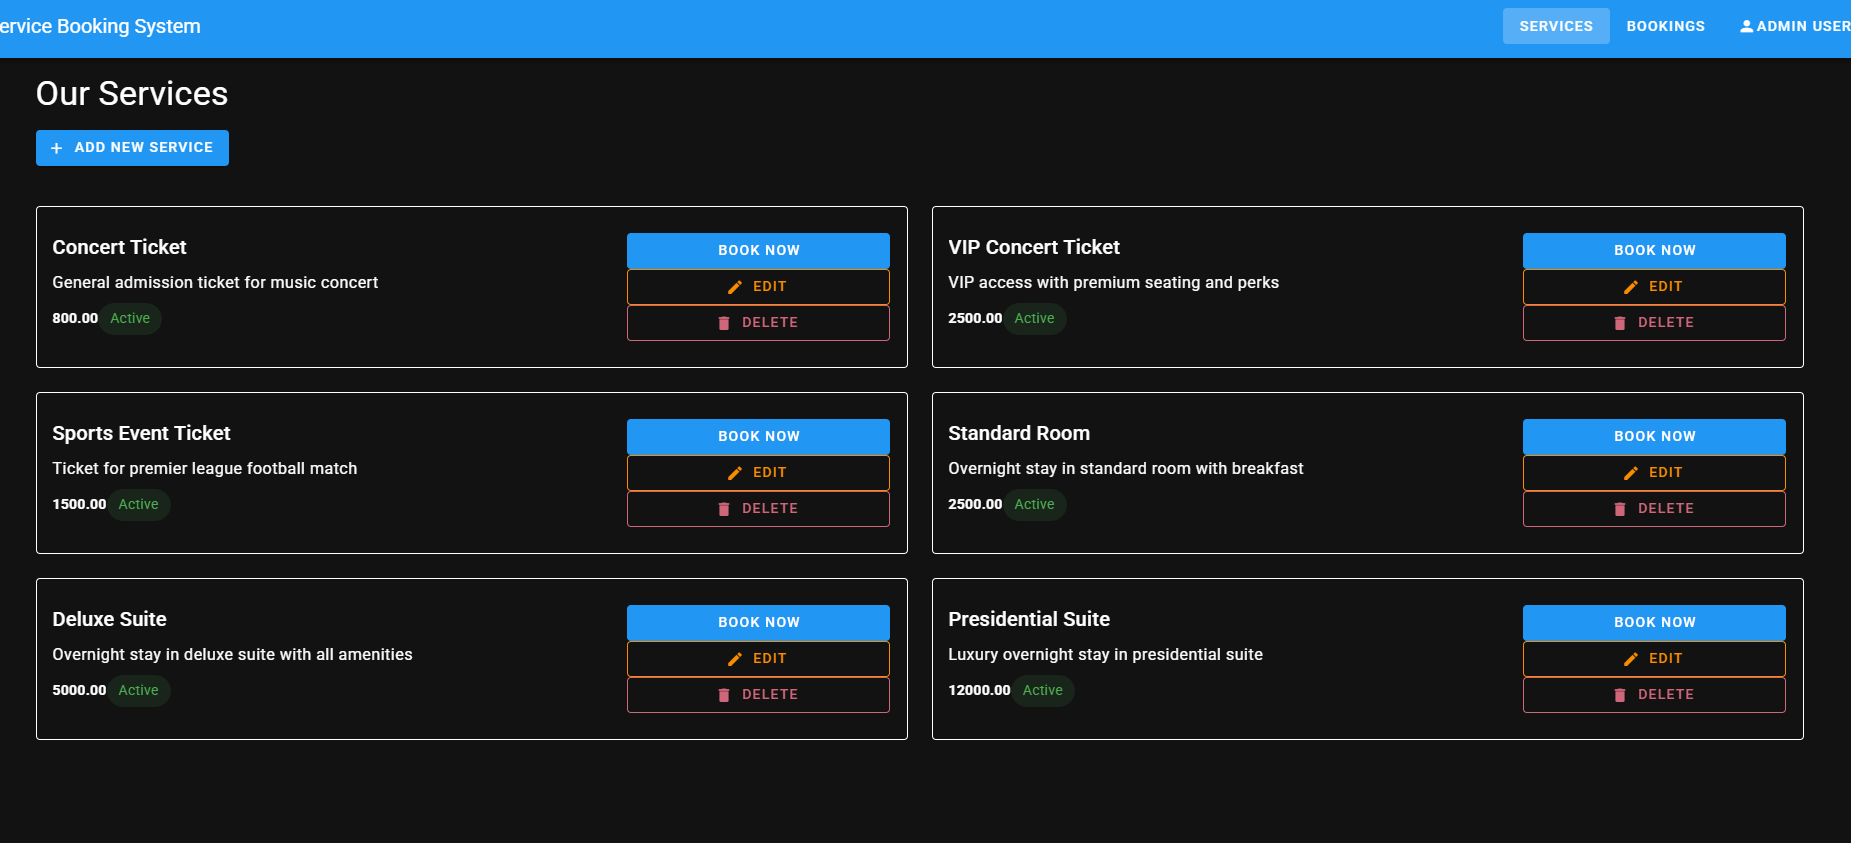 ervice Booking System
SERVICES
BOOKINGS
ADMIN USER
Our Services
+ ADD NEW SERVICE
Concert Ticket
General admission ticket for music concert
800.00 Active
BOOK NOW
EDIT
DELETE
VIP Concert Ticket
VIP access with premium seating and perks
2500.00 Active
BOOK NOW
EDIT
DELETE
Sports Event Ticket
Ticket for premier league football match
1500.00 Active
BOOK NOW
EDIT
DELETE
Standard Room
Overnight stay in standard room with breakfast
2500.00 Active
BOOK NOW
EDIT
DELETE
Deluxe Suite
Overnight stay in deluxe suite with all amenities
5000.00 Active
BOOK NOW
EDIT
DELETE
Presidential Suite
Luxury overnight stay in presidential suite
12000.00 Active
BOOK NOW
EDIT
DELETE